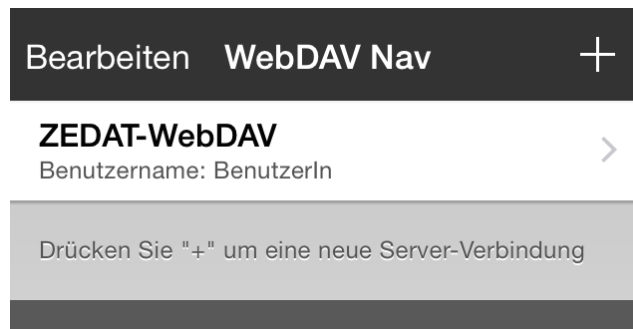 Bearbeiten WebDAV Nav +
ZEDAT-WebDAV
Benutzername: BenutzerIn
Drücken Sie "+" um eine neue Server-Verbindung